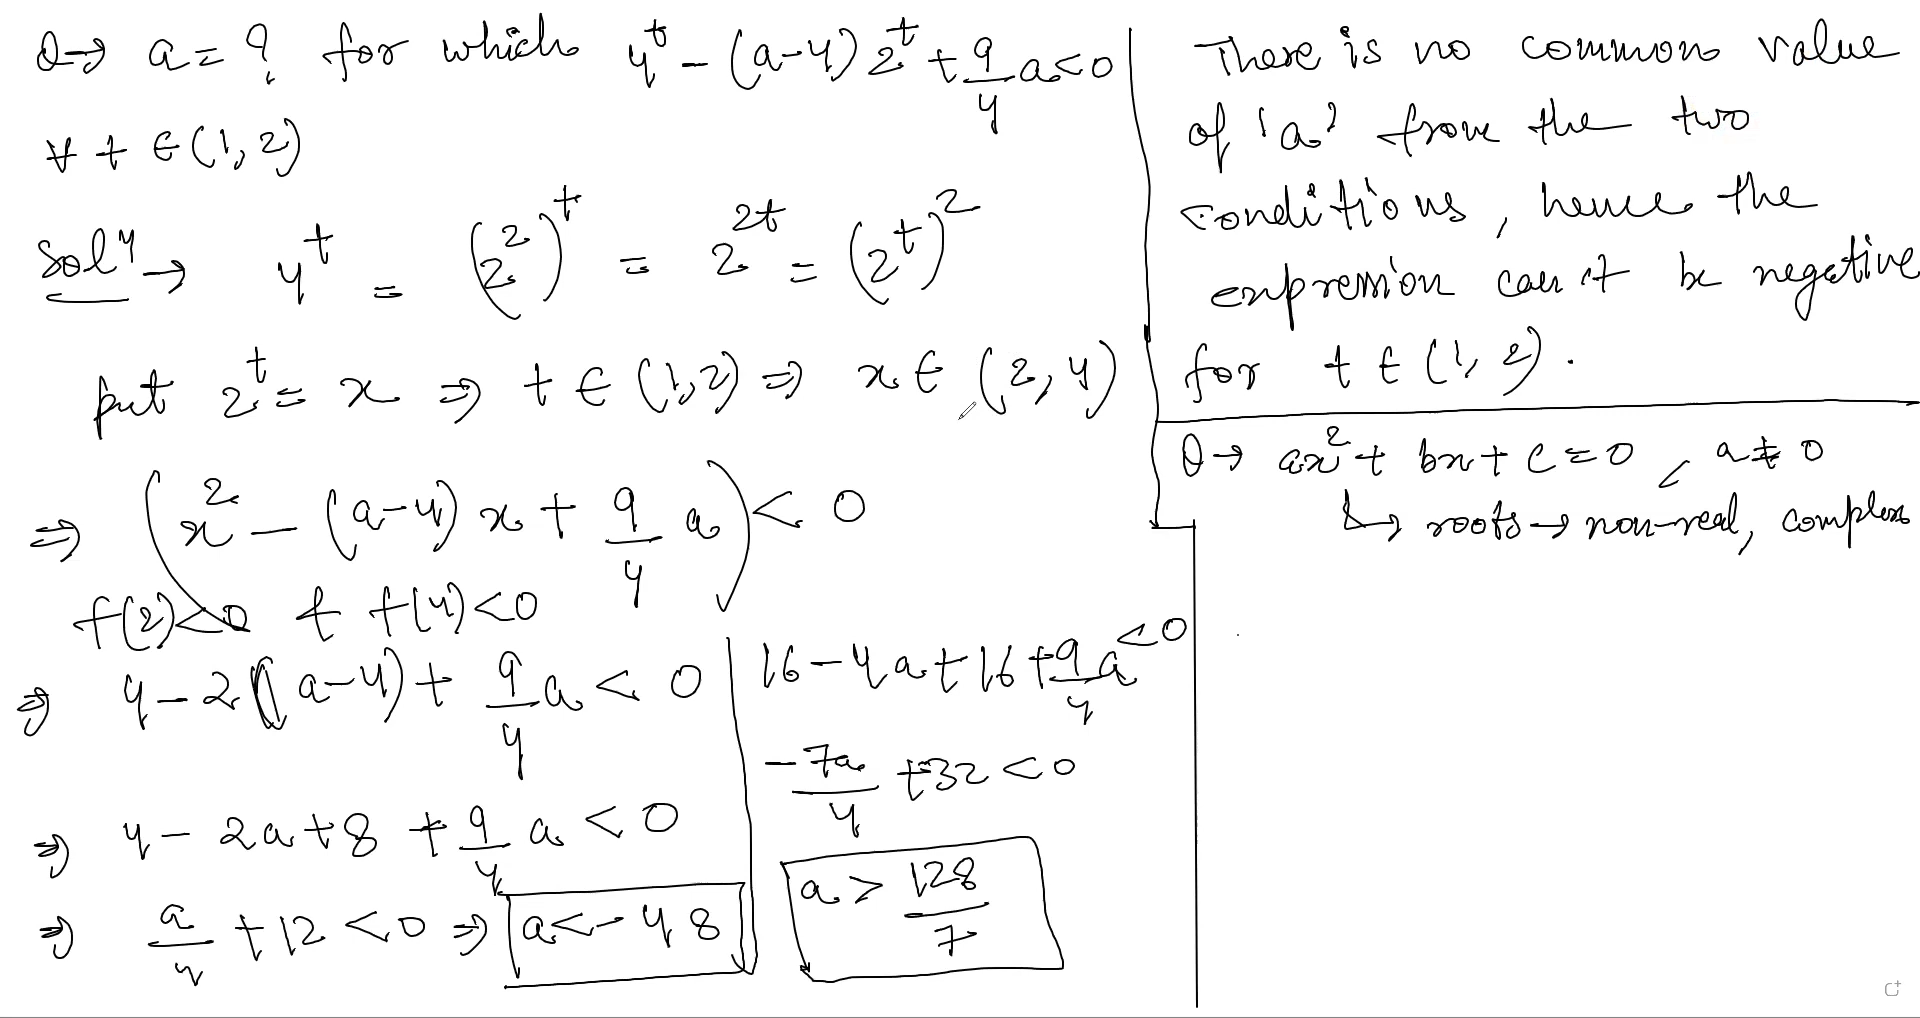 Q→ a = ? for which 4^t - (a-4) 2^t + 9/4 a < 0
∀ t ∈ (1, 2)
Solⁿ → 4^t = (2^2)^t = 2^{2t} = (2^t)^2
put 2^t = x ⇒ t ∈ (1,2) ⇒ x ∈ (2, 4)
⇒ (x^2 - (a-4) x + 9/4 a) < 0
f(2)<0 & f(4)<0
⇒ 4 - 2(a-4) + 9/4 a < 0
⇒ 4 - 2a + 8 + 9/4 a < 0
⇒ a/4 + 12 < 0 ⇒ a < - 48
16 - 4a + 16 + 9/4 a < 0
-7a/4 + 32 < 0
a > 128/7
There is no common value
of 'a' from the two
conditions, hence the
expression can't be negative
for t ∈ (1, 2).
Q→ ax^2 + bx + c = 0, a ≠ 0
↳ roots → non-real, complex